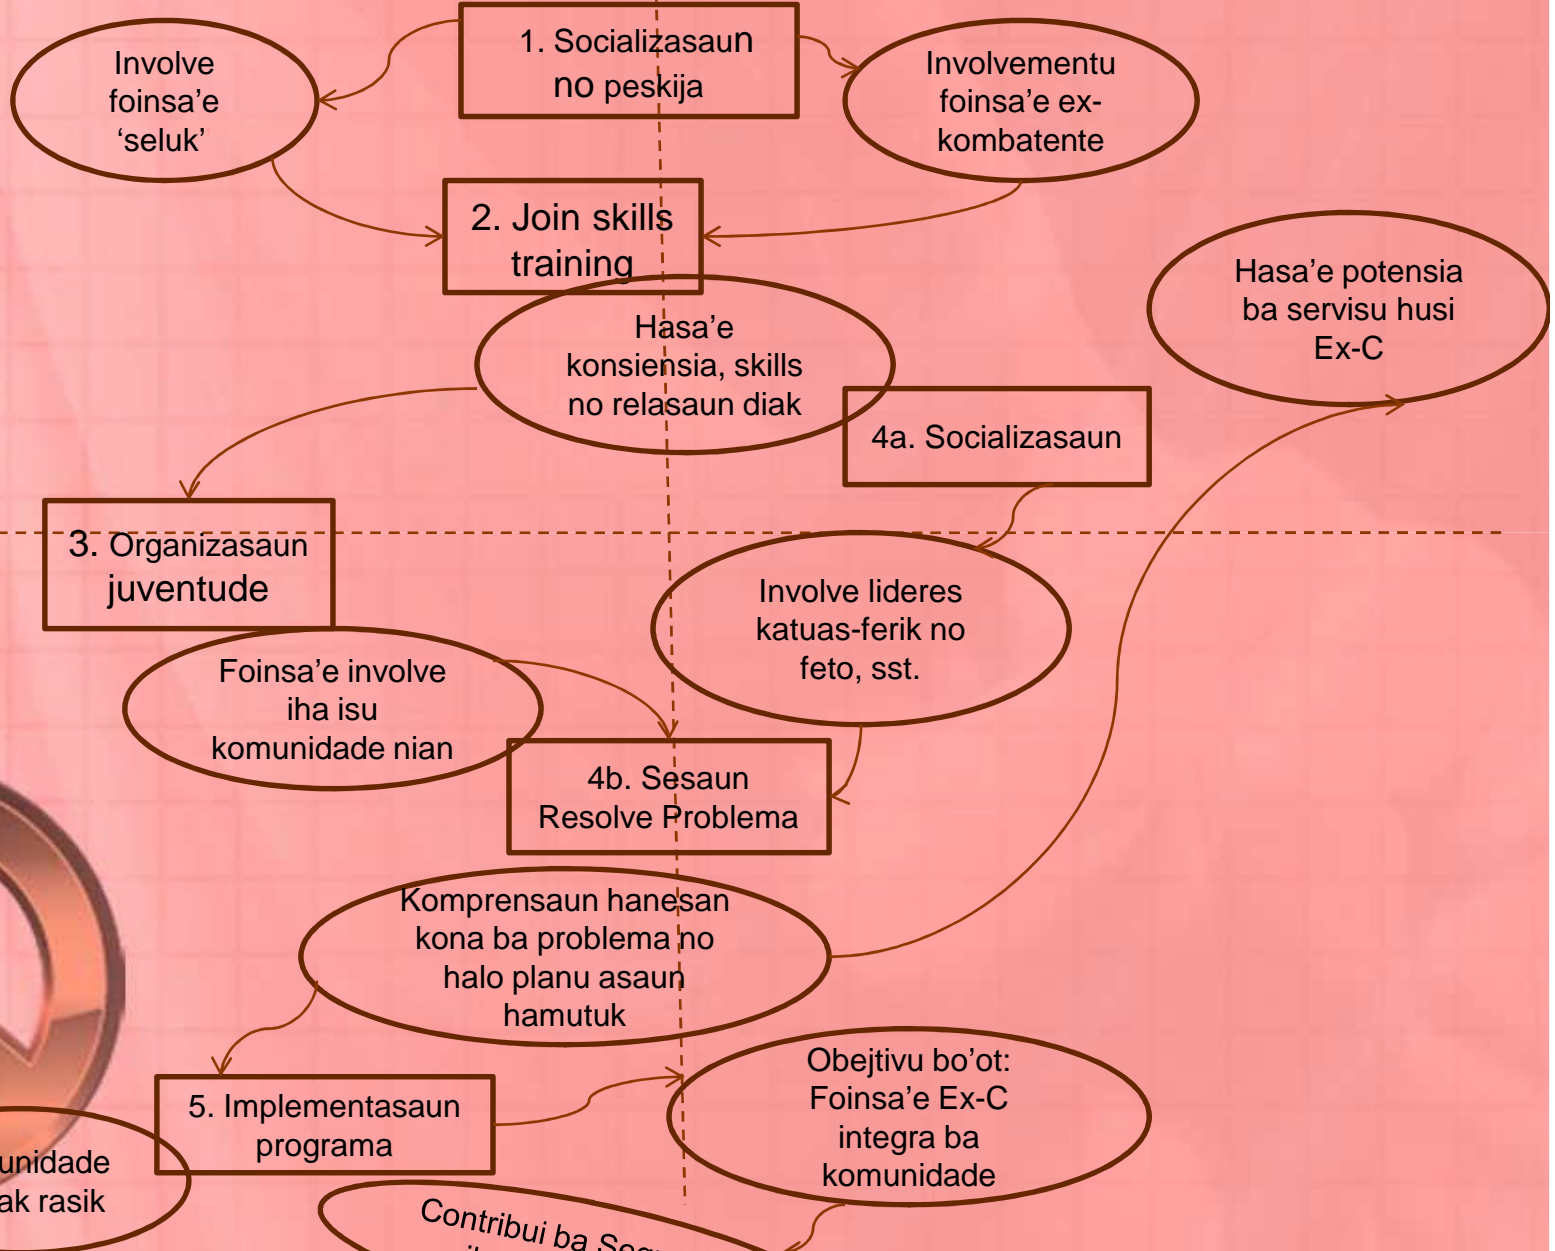 1. Socializasaun
no peskija
Involve
foinsa’e
‘seluk’
Involvementu
foinsa’e ex-
kombatente
2. Join skills
training
Hasa’e
konsiensia, skills
no relasaun diak
Hasa’e potensia
ba servisu husi
Ex-C
4a. Socializasaun
3. Organizasaun
juventude
Involve lideres
katuas-ferik no
feto, sst.
Foinsa’e involve
iha isu
komunidade nian
4b. Sesaun
Resolve Problema
Komprensaun hanesan
kona ba problema no
halo planu asaun
hamutuk
5. Implementasaun
programa
Obejtivu bo’ot:
Foinsa’e Ex-C
integra ba
komunidade
rasik
Contribui ba